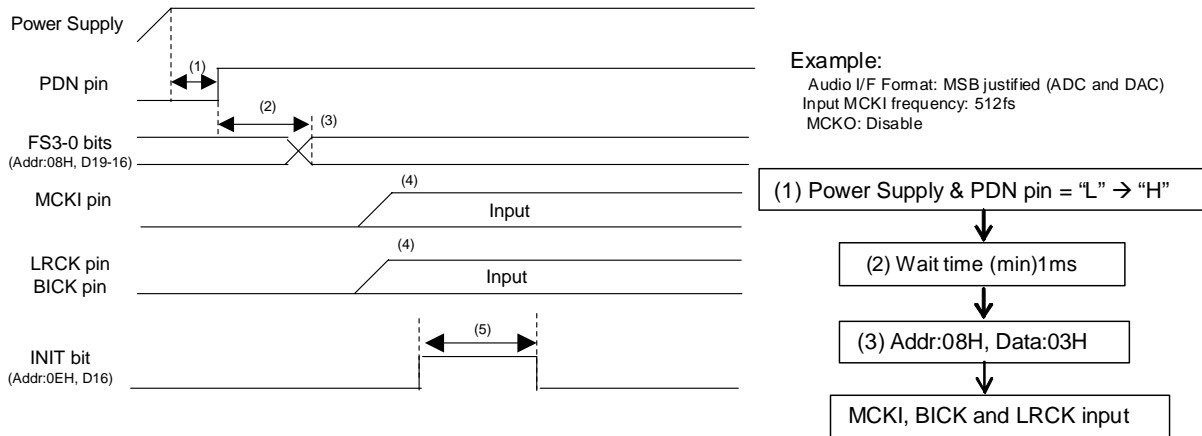 Power Supply
(1)
PDN pin
(2)
(3)
FS3-0 bits
(Addr:08H, D19-16)
(4)
MCKI pin
Input
(4)
LRCK pin
BICK pin
Input
(5)
INIT bit
(Addr:0EH, D16)
Example:
Audio I/F Format: MSB justified (ADC and DAC)
Input MCKI frequency: 512fs
MCKO: Disable
(1) Power Supply & PDN pin = “L” → “H”
(2) Wait time (min)1ms
(3) Addr:08H, Data:03H
MCKI, BICK and LRCK input